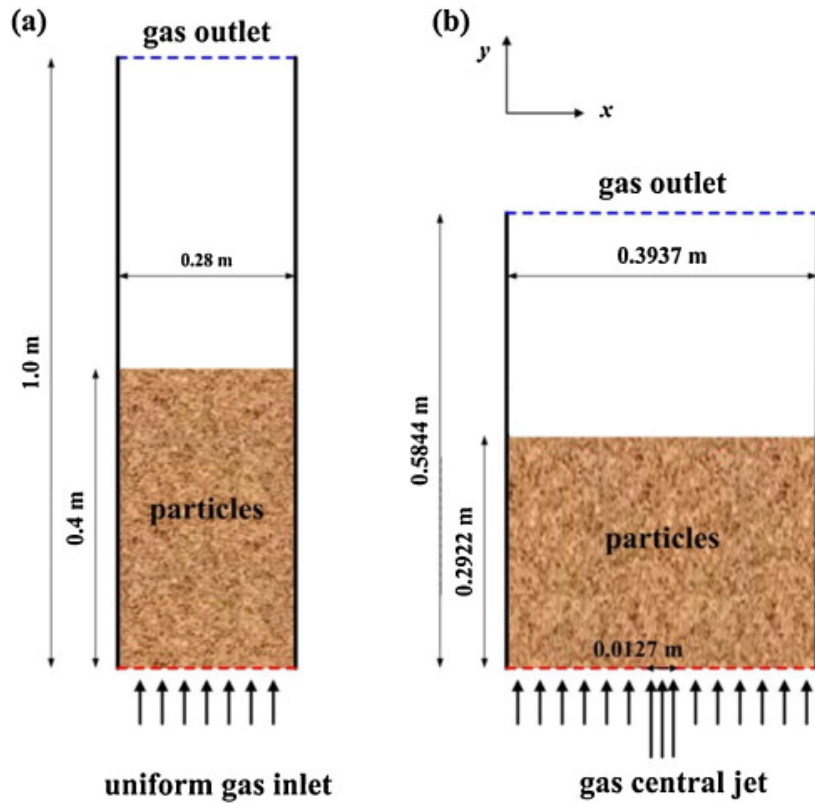 (a)
gas outlet
0.28 m
1.0 m
0.4 m
particles
uniform gas inlet
(b)
y
x
gas outlet
0.3937 m
0.5844 m
0.2922 m
particles
0.0127 m
gas central jet